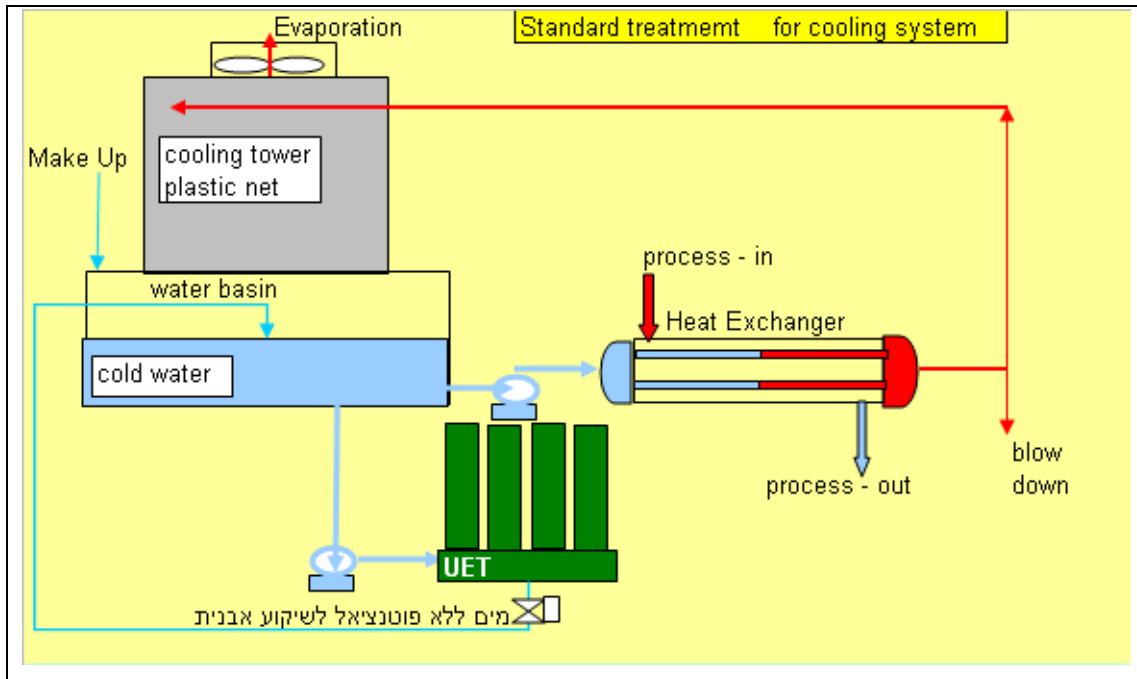 Evaporation
Standard treatmemt for cooling system
Make Up
cooling tower
plastic net
process - in
water basin
Heat Exchanger
cold water
blow
down
process - out
UET
מים ללא פוטנציאל לשיקוע אבנית